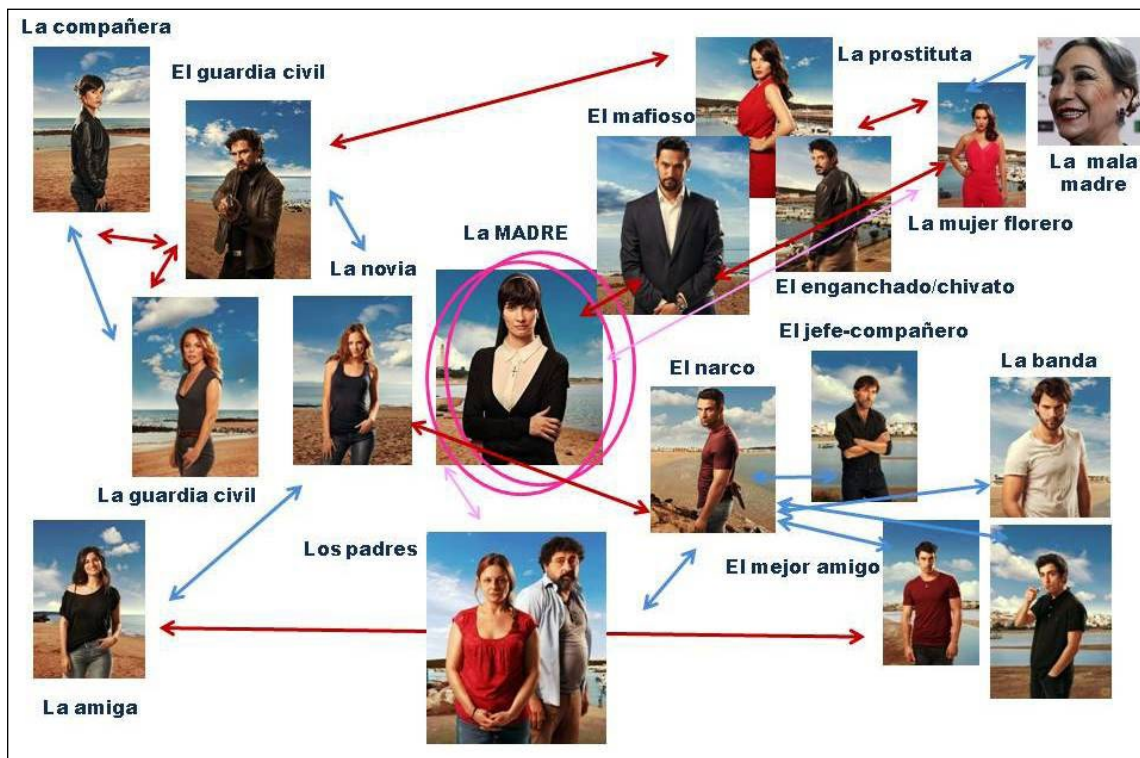 La compañera
El guardia civil
La prostituta
El mafioso
La mala
madre
La MADRE
La mujer florero
La novia
El enganchado/chivato
El jefe-compañero
La banda
El narco
La guardia civil
Los padres
El mejor amigo
La amiga